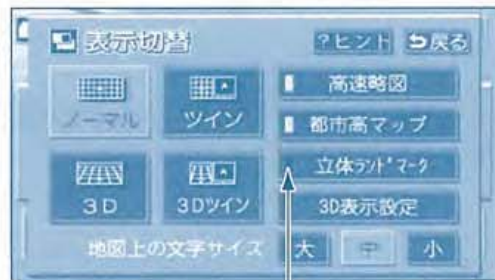 表示切替 ?ヒント 戻る
ノーマル ツイン 高速略図
都市高マップ
3D 3Dツイン 立体ランドマーク
3D表示設定
地図上の文字サイズ 大 中 小